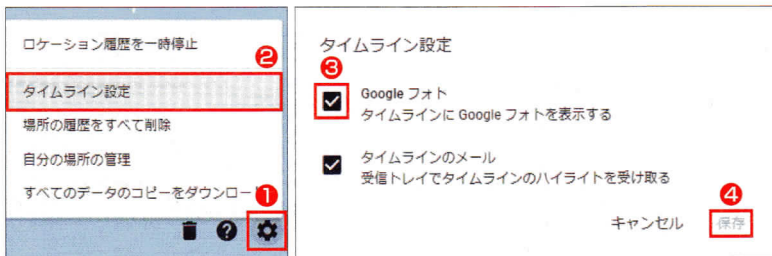 ロケーション履歴を一時停止
❷
タイムライン設定
場所の履歴をすべて削除
自分の場所の管理
すべてのデータのコピーをダウンロー
❶
タイムライン設定
❸
Google フォト
タイムラインに Google フォトを表示する
タイムラインのメール
受信トレイでタイムラインのハイライトを受け取る
❹
キャンセル 保存